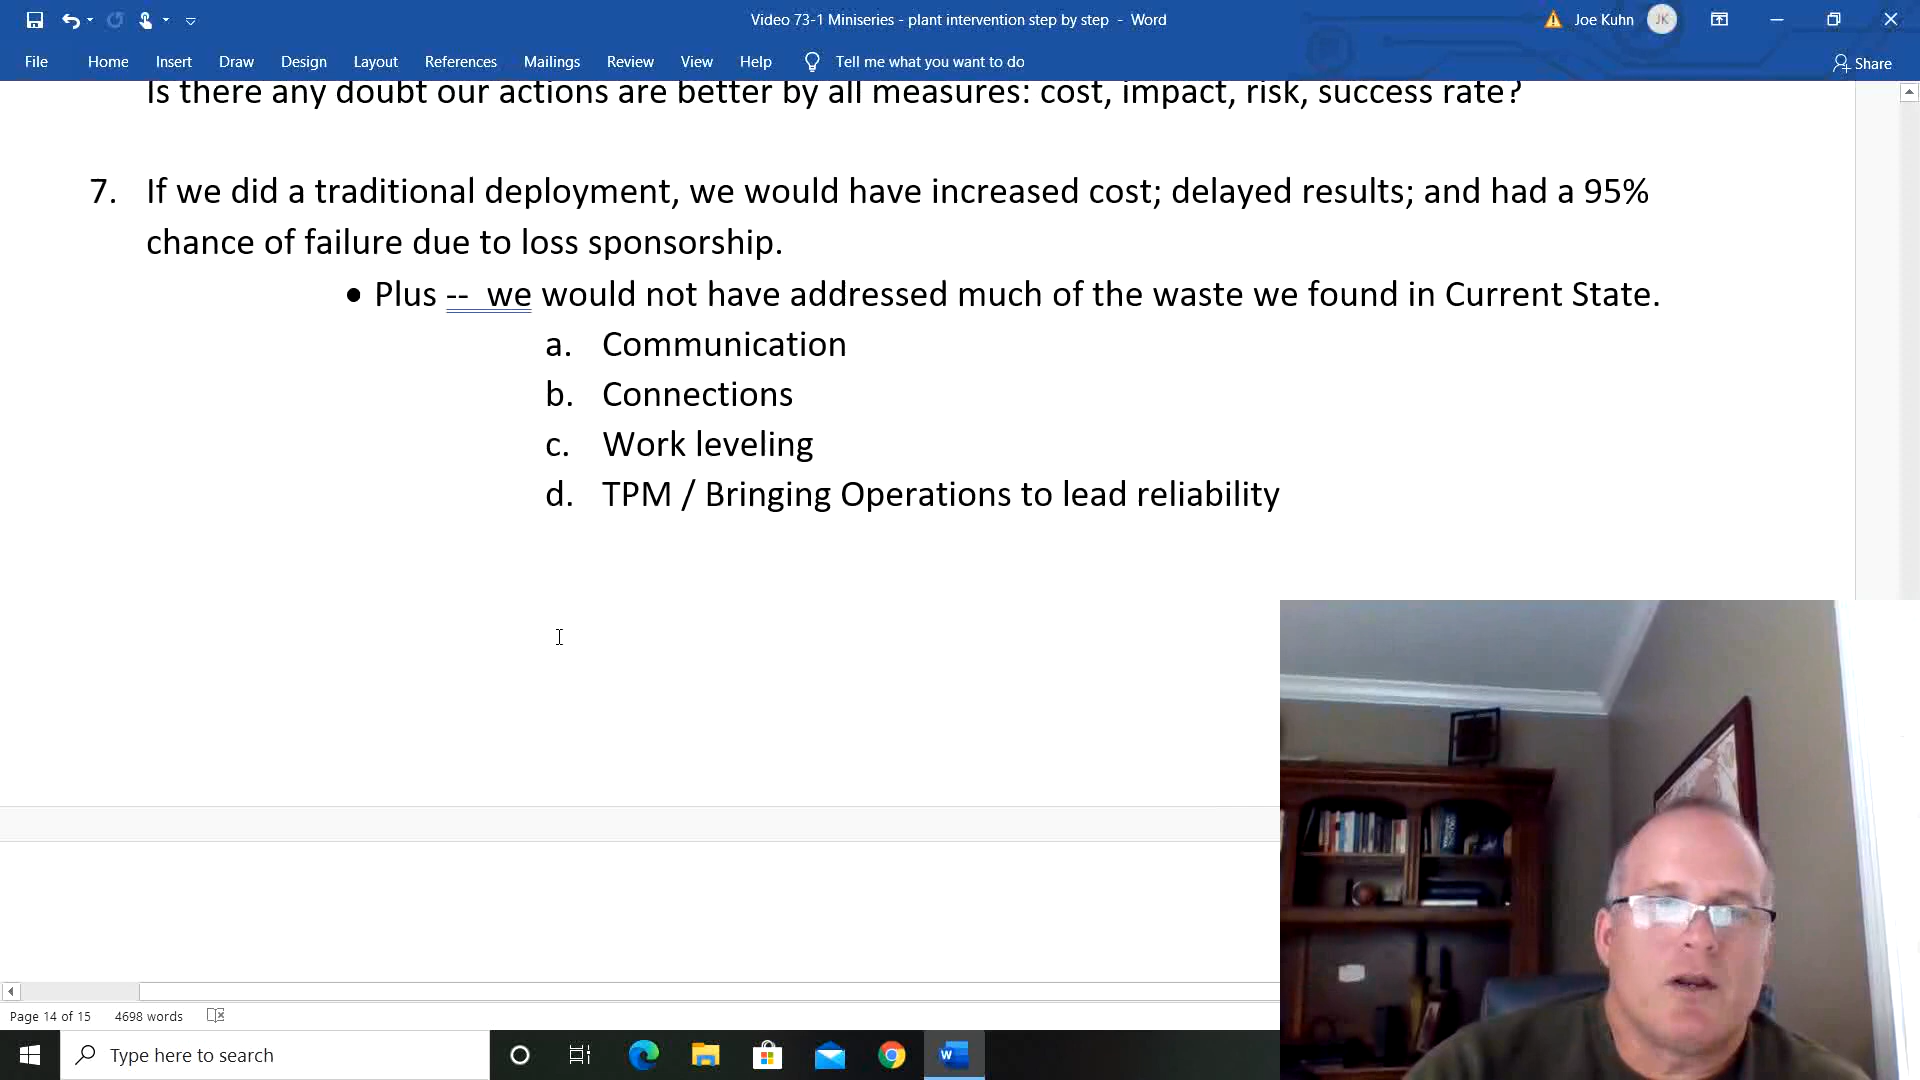 Video 73-1 Miniseries - plant intervention step by step - Word
Joe Kuhn
JK
File Home Insert Draw Design Layout References Mailings Review View Help Tell me what you want to do
Share
Is there any doubt our actions are better by all measures: cost, impact, risk, success rate?
7. If we did a traditional deployment, we would have increased cost; delayed results; and had a 95%
chance of failure due to loss sponsorship.
• Plus -- we would not have addressed much of the waste we found in Current State.
a. Communication
b. Connections
c. Work leveling
d. TPM / Bringing Operations to lead reliability
Page 14 of 15 4698 words
Type here to search